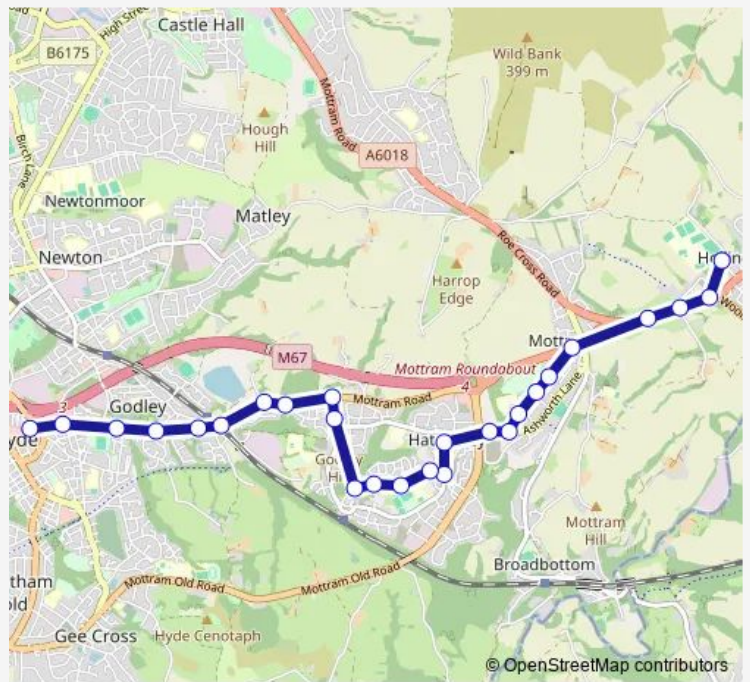 Castle Hall
High Stre
B6175
Wild Bank
399 m
Mottram Road
Hough
Hill
A6018
Birch Lane
Newtonmoor
Matley
Newton
Roe Cross Road
Harrop
Edge
M67
Mottram Roundabout
4
Mott
Mottram Road
Godley
3
yde
Hat
Ashworth Lane
Mottram
Hill
Broadbottom
Mottram Old Road
Mottram Old Road
Gee Cross
Hyde Cenotaph
© OpenStreetMap contributors